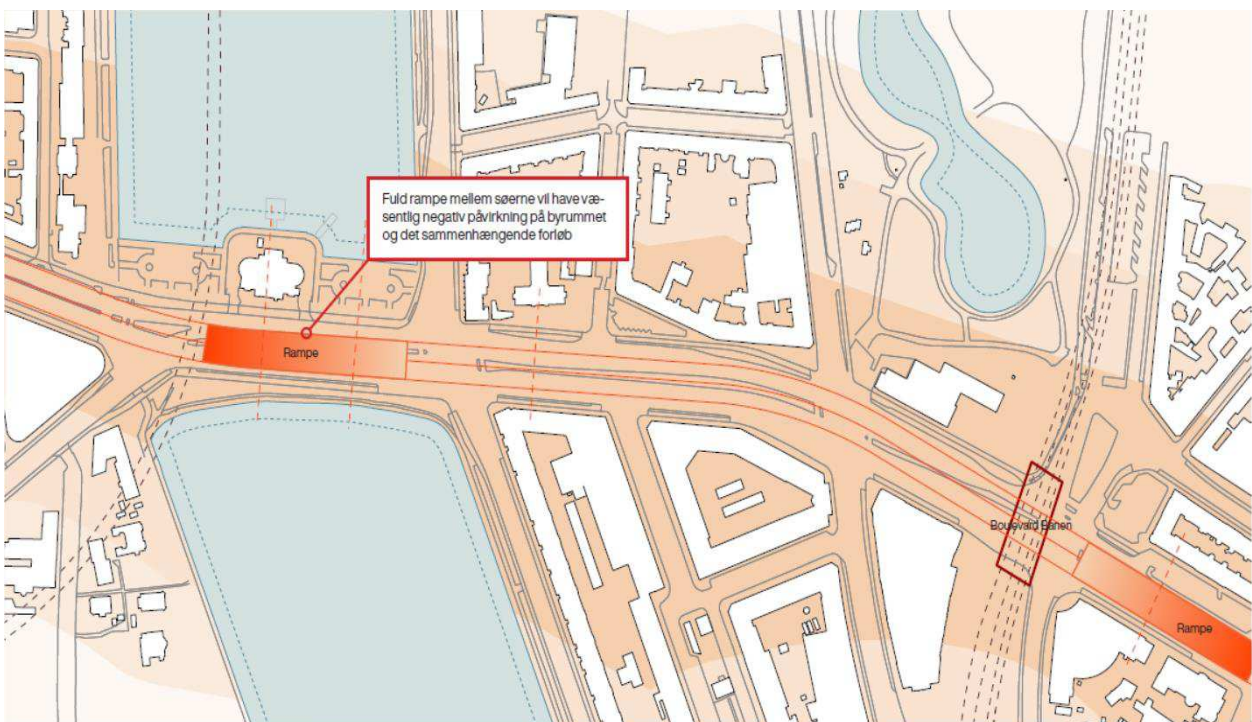 Fuld rampe mellem søerne vil have væ-
sentlig negativ påvirkning på byrummet
og det sammenhængende forløb
Rampe
Boulevard Banen
Rampe